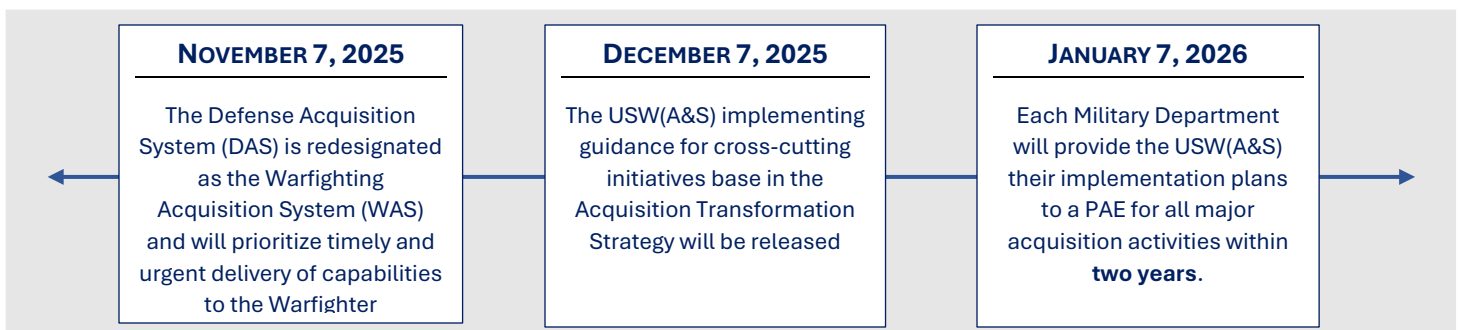 NOVEMBER 7, 2025
The Defense Acquisition
System (DAS) is redesignated
as the Warfighting
Acquisition System (WAS)
and will prioritize timely and
urgent delivery of capabilities
to the Warfighter
DECEMBER 7, 2025
The USW(A&S) implementing
guidance for cross-cutting
initiatives base in the
Acquisition Transformation
Strategy will be released
JANUARY 7, 2026
Each Military Department
will provide the USW(A&S)
their implementation plans
to a PAE for all major
acquisition activities within
two years.